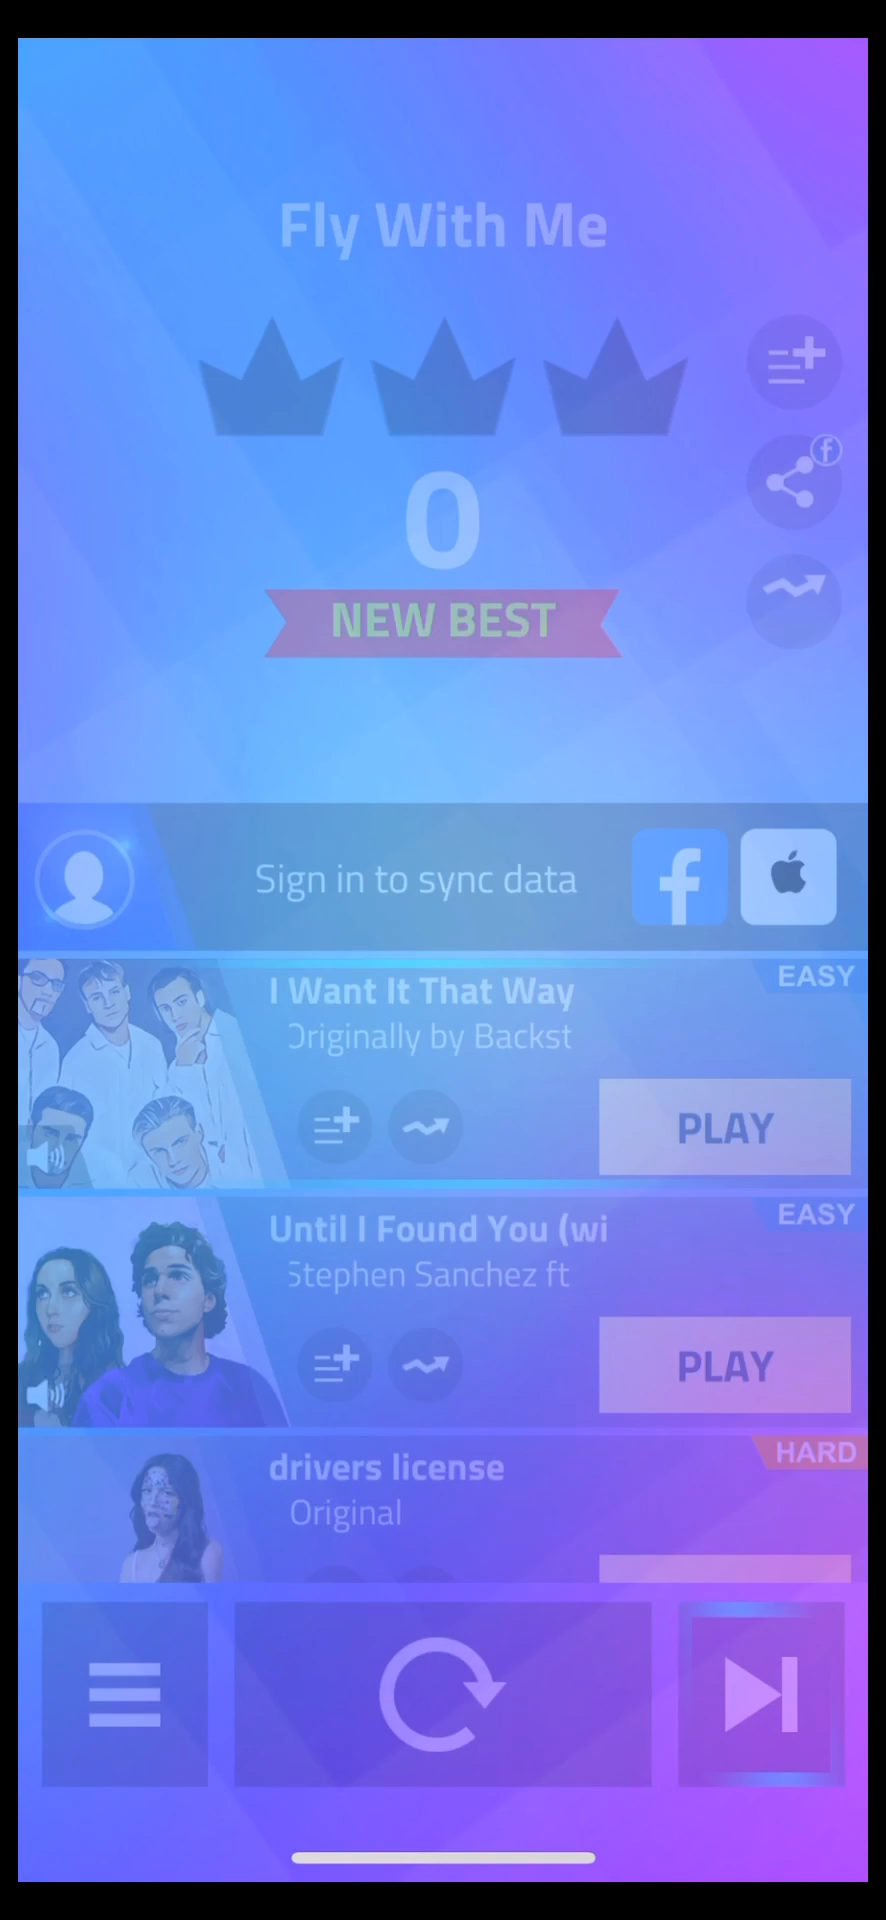 Fly With Me
0
NEW BEST
Sign in to sync data
EASY
I Want It That Way
Originally by Backst
PLAY
EASY
Until I Found You (wi
Stephen Sanchez ft
PLAY
HARD
drivers license
Original